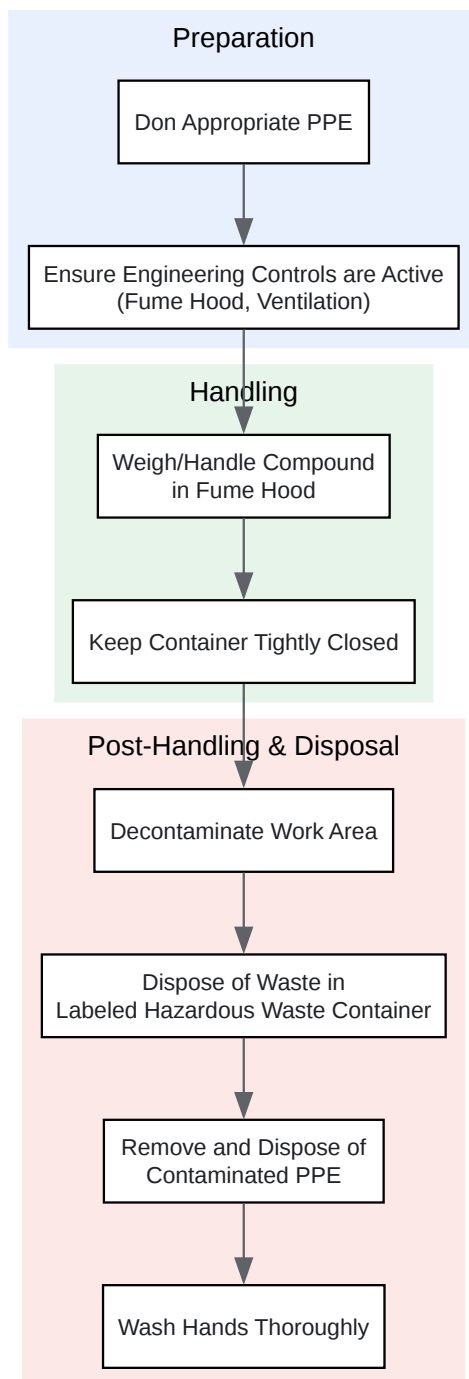 Preparation
Don Appropriate PPE
Ensure Engineering Controls are Active
(Fume Hood, Ventilation)
Handling
Weigh/Handle Compound
in Fume Hood
Keep Container Tightly Closed
Post-Handling & Disposal
Decontaminate Work Area
Dispose of Waste in
Labeled Hazardous Waste Container
Remove and Dispose of
Contaminated PPE
Wash Hands Thoroughly